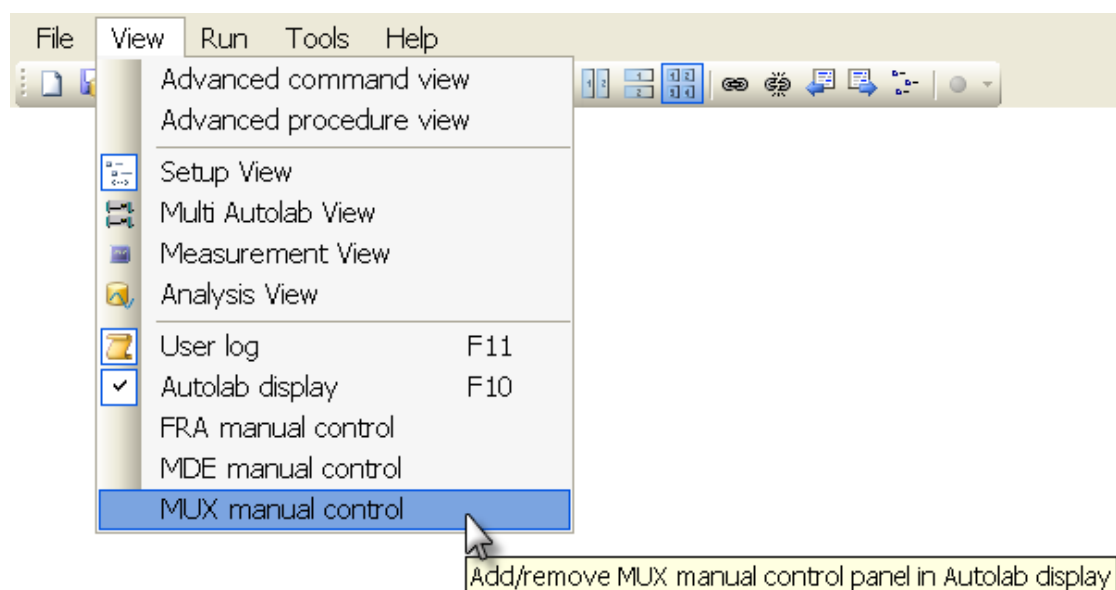 File View Run Tools Help
Advanced command view
Advanced procedure view
Setup View
Multi Autolab View
Measurement View
Analysis View
User log F11
Autolab display F10
FRA manual control
MDE manual control
MUX manual control
Add/remove MUX manual control panel in Autolab display